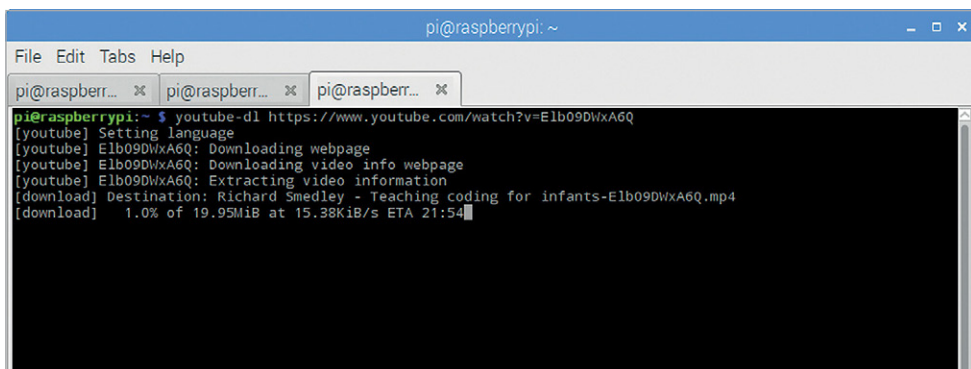 pi@raspberrypi: ~
File Edit Tabs Help
pi@raspberr... pi@raspberr... pi@raspberr...
pi@raspberrypi:~ $ youtube-dl https://www.youtube.com/watch?v=Elb09DWxA6Q
[youtube] Setting language
[youtube] Elb09DWxA6Q: Downloading webpage
[youtube] Elb09DWxA6Q: Downloading video info webpage
[youtube] Elb09DWxA6Q: Extracting video information
[download] Destination: Richard Smedley - Teaching coding for infants-Elb09DWxA6Q.mp4
[download]   1.0% of 19.95MiB at 15.38KiB/s ETA 21:54